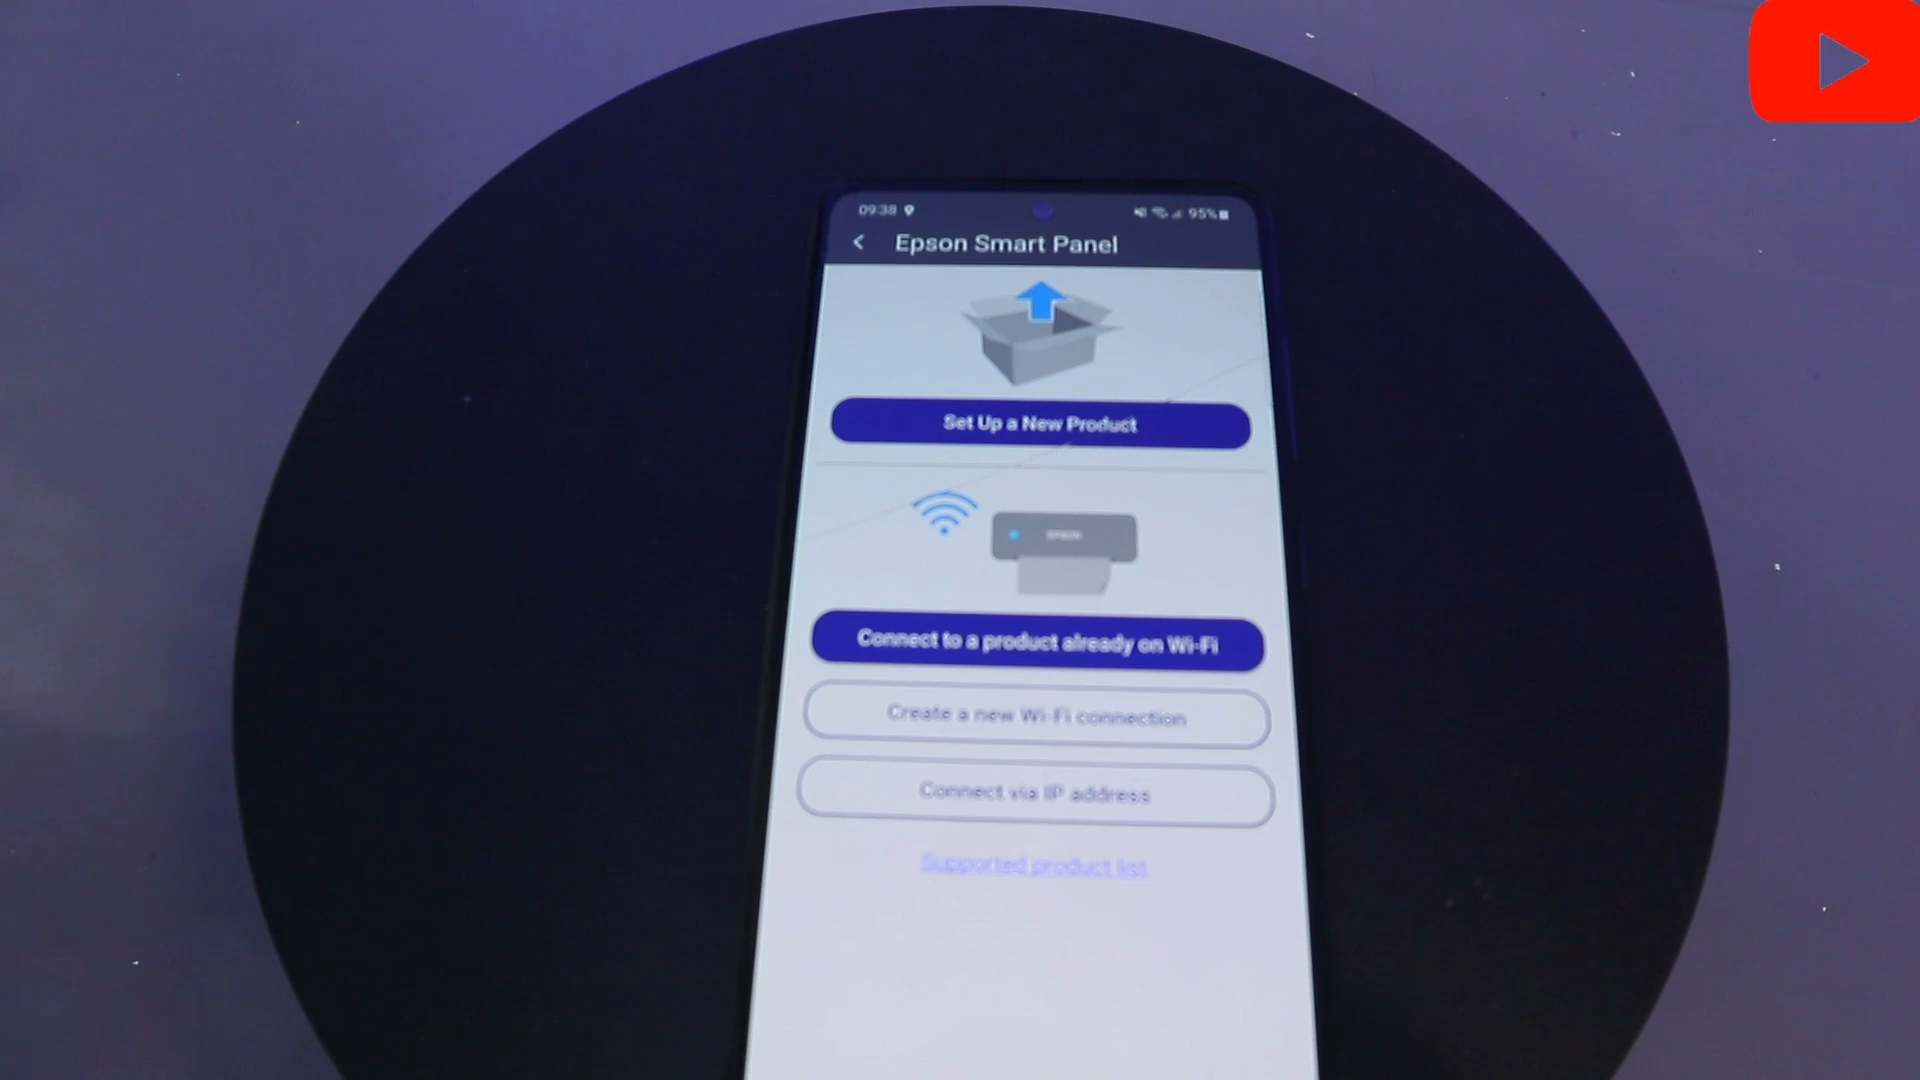 09:38 95%
Epson Smart Panel
Set Up a New Product
EPSON
Connect to a product already on Wi-Fi
Create a new Wi-Fi connection
Connect via IP address
Supported product list